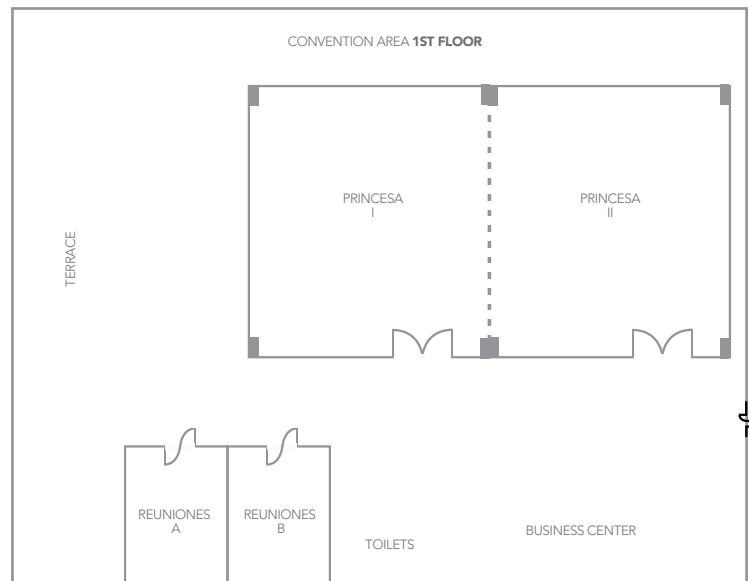 CONVENTION AREA 1ST FLOOR
PRINCESA
I
PRINCESA
II
TERRACE
REUNIONES
A
REUNIONES
B
TOILETS
BUSINESS CENTER